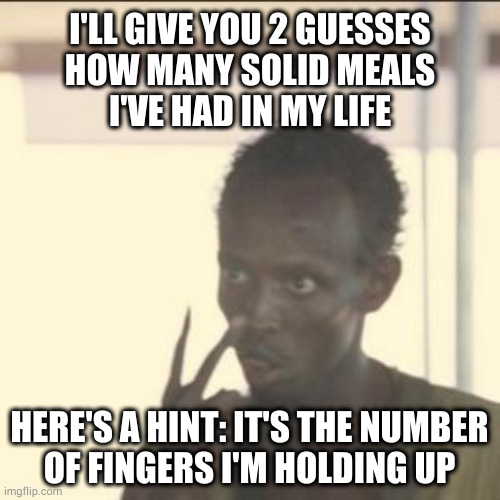 I'LL GIVE YOU 2 GUESSES
HOW MANY SOLID MEALS
I'VE HAD IN MY LIFE
HERE'S A HINT: IT'S THE NUMBER
OF FINGERS I'M HOLDING UP
imgflip.com